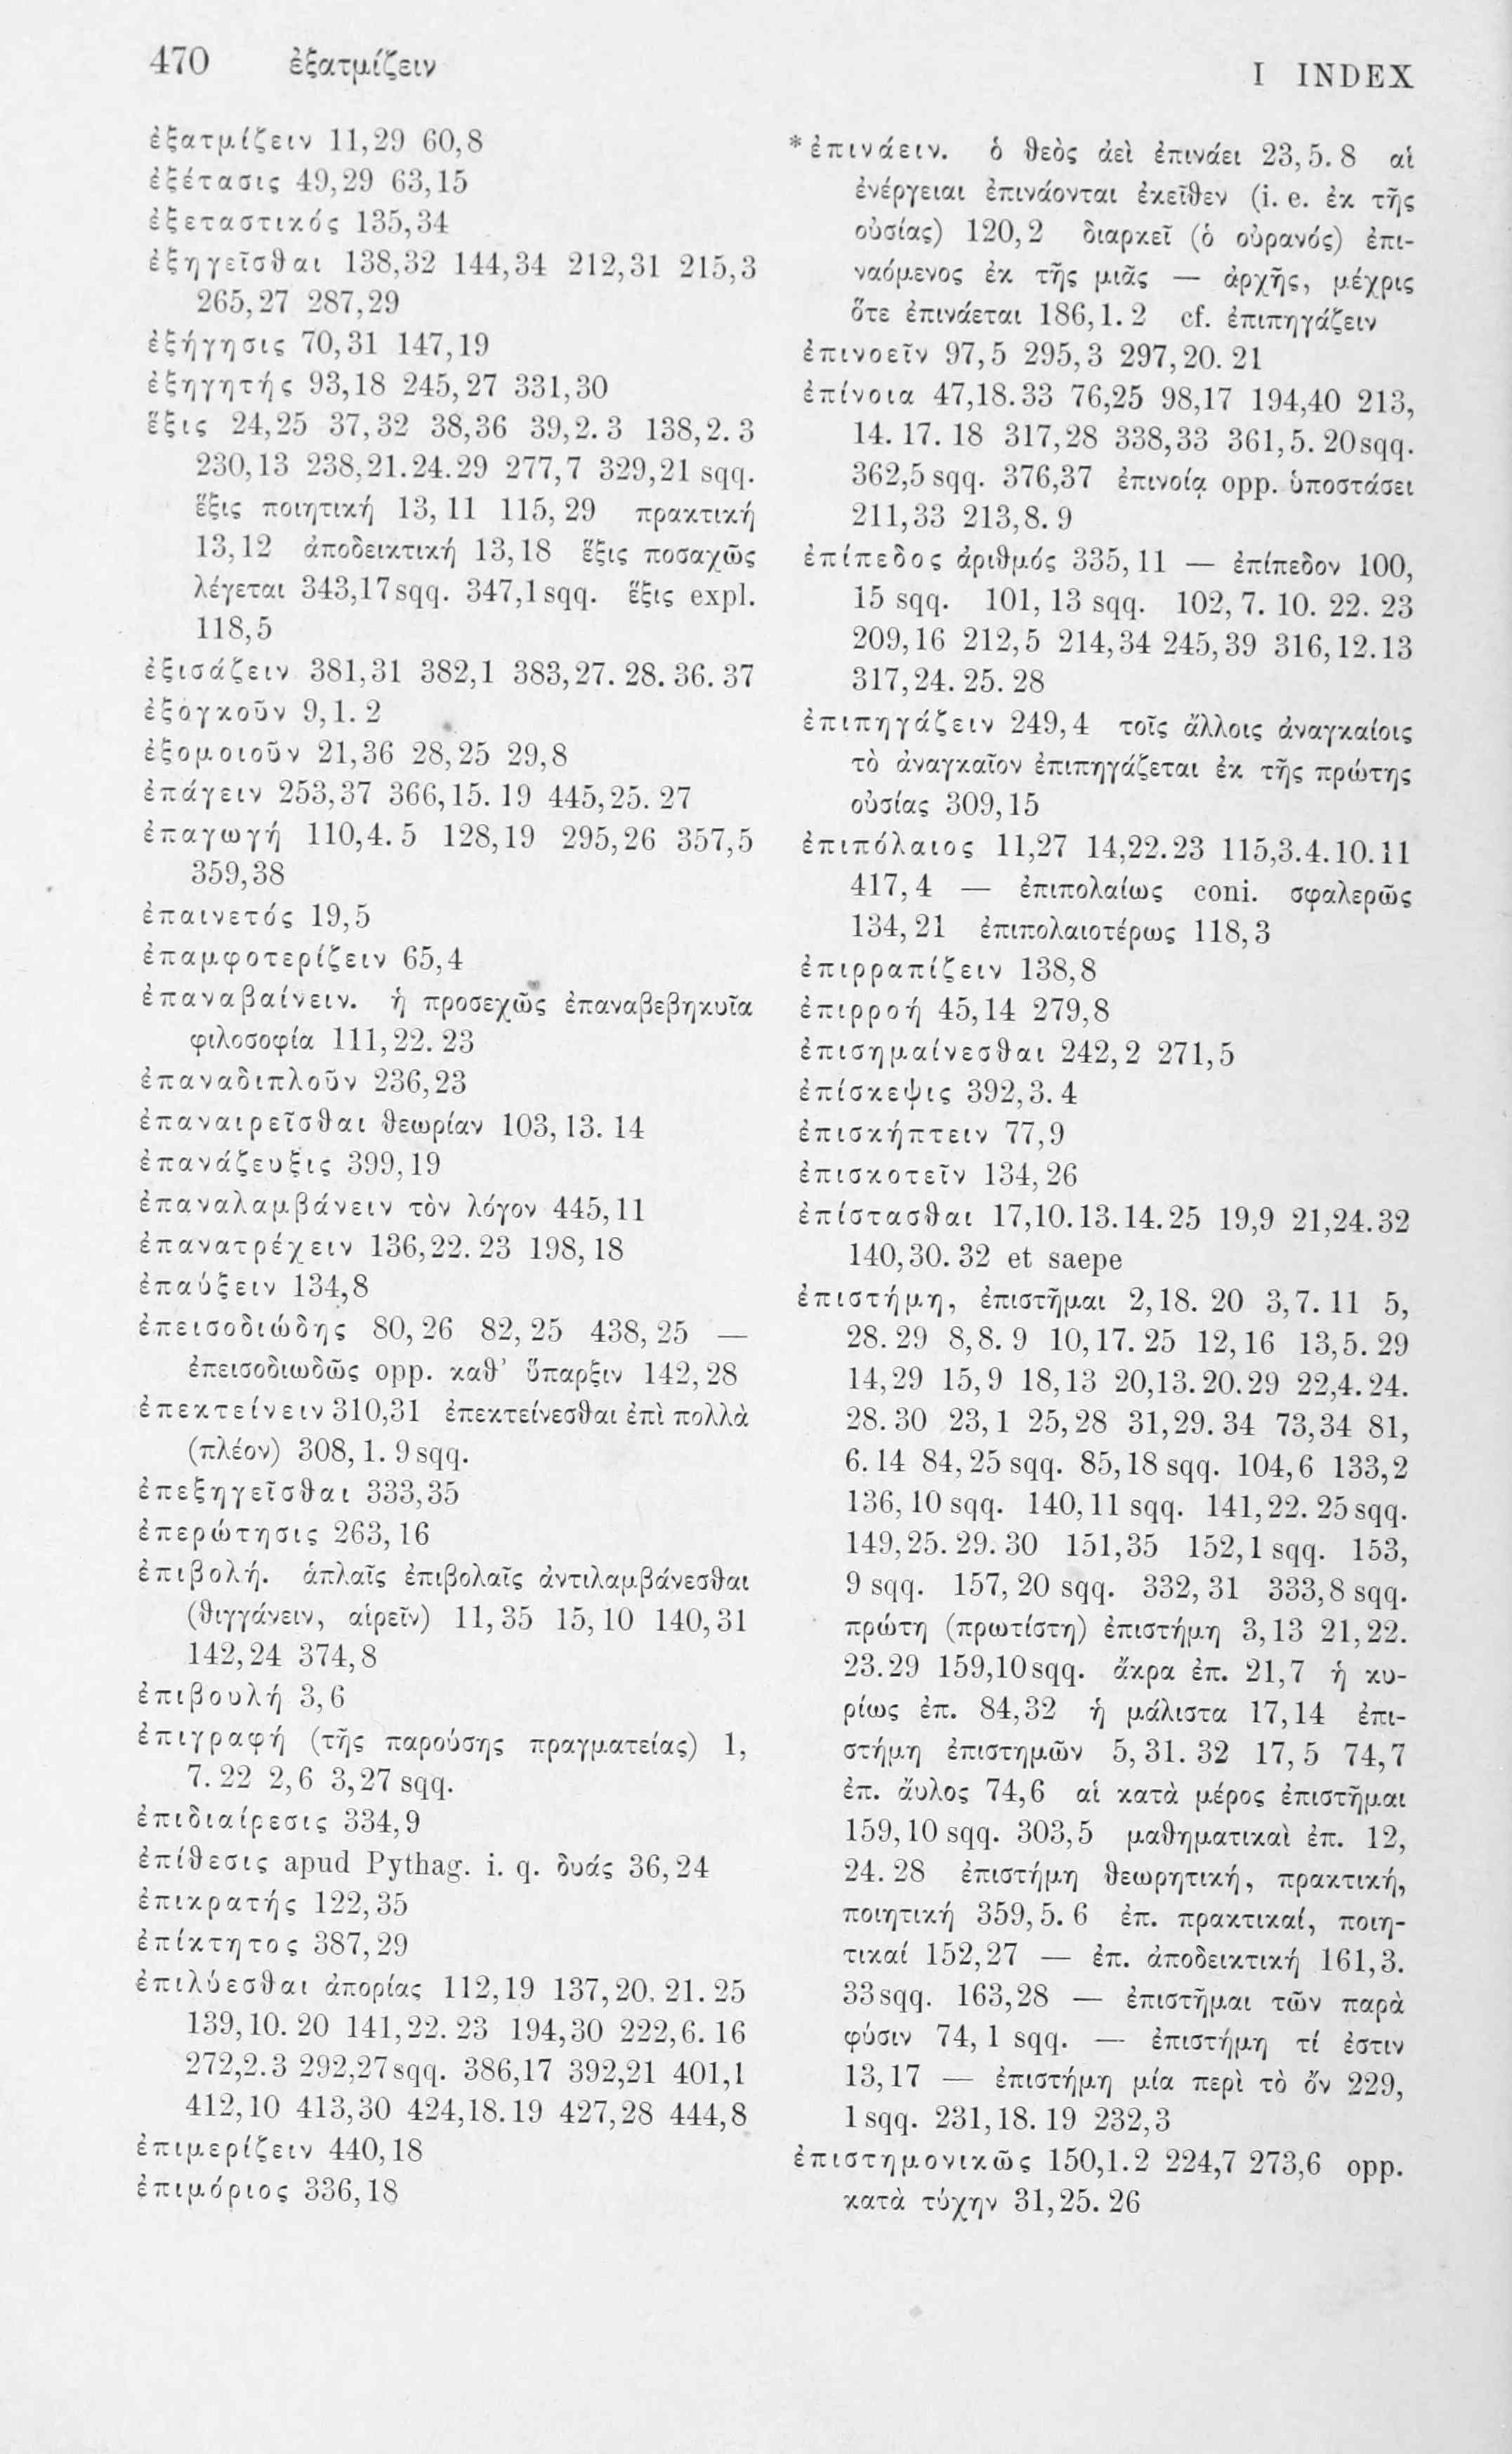 470 ἐξατμίζειν
I INDEX
ἐξατμίζειν 11,29 60,8
ἐξέτασις 49,29 63,15
ἐξεταστικός 135,34
ἐξηγεῖσθαι 138,32 144,34 212,31 215,3
265,27 287,29
ἐξήγησις 70,31 147,19
ἐξηγητής 93,18 245,27 331,30
ἕξις 24,25 37,32 38,36 39,2.3 138,2.3
230,13 238,21.24.29 277,7 329,21 sqq.
ἕξις ποιητική 13,11 115,29 πρακτική
13,12 ἀποδεικτική 13,18 ἕξις ποσαχῶς
λέγεται 343,17sqq. 347,1sqq. ἕξις expl.
118,5
ἐξισάζειν 381,31 382,1 383,27.28.36.37
ἐξογκοῦν 9,1.2
ἐξομοιοῦν 21,36 28,25 29,8
ἐπάγειν 253,37 366,15.19 445,25.27
ἐπαγωγή 110,4.5 128,19 295,26 357,5
359,38
ἐπαινετός 19,5
ἐπαμφοτερίζειν 65,4
ἐπαναβαίνειν. ἡ προσεχῶς ἐπαναβεβηκυῖα
φιλοσοφία 111,22.23
ἐπαναδιπλοῦν 236,23
ἐπαναιρεῖσθαι θεωρίαν 103,13.14
ἐπανάζευξις 399,19
ἐπαναλαμβάνειν τὸν λόγον 445,11
ἐπανατρέχειν 136,22.23 198,18
ἐπαύξειν 134,8
ἐπεισοδιώδης 80,26 82,25 438,25 —
ἐπεισοδιωδῶς opp. καθ’ ὕπαρξιν 142,28
ἐπεκτείνειν 310,31 ἐπεκτείνεσθαι ἐπὶ πολλὰ
(πλέον) 308,1.9sqq.
ἐπεξηγεῖσθαι 333,35
ἐπερώτησις 263,16
ἐπιβολή. ἁπλαῖς ἐπιβολαῖς ἀντιλαμβάνεσθαι
(θιγγάνειν, αἱρεῖν) 11,35 15,10 140,31
142,24 374,8
ἐπιβουλή 3,6
ἐπιγραφή (τῆς παρούσης πραγματείας) 1,
7.22 2,6 3,27 sqq.
ἐπιδιαίρεσις 334,9
ἐπίθεσις apud Pythag. i. q. δυάς 36,24
ἐπικρατής 122,35
ἐπίκτητος 387,29
ἐπιλύεσθαι ἀπορίας 112,19 137,20.21.25
139,10.20 141,22.23 194,30 222,6.16
272,2.3 292,27sqq. 386,17 392,21 401,1
412,10 413,30 424,18.19 427,28 444,8
ἐπιμερίζειν 440,18
ἐπιμόριος 336,18
*ἐπινάειν. ὁ θεὸς ἀεὶ ἐπινάει 23,5.8 αἱ
ἐνέργειαι ἐπινάονται ἐκεῖθεν (i. e. ἐκ τῆς
οὐσίας) 120,2 διαρκεῖ (ὁ οὐρανός) ἐπι-
ναόμενος ἐκ τῆς μιᾶς — ἀρχῆς, μέχρις
ὅτε ἐπινάεται 186,1.2 cf. ἐπιπηγάζειν
ἐπινοεῖν 97,5 295,3 297,20.21
ἐπίνοια 47,18.33 76,25 98,17 194,40 213,
14.17.18 317,28 338,33 361,5.20sqq.
362,5 sqq. 376,37 ἐπινοίᾳ opp. ὑποστάσει
211,33 213,8.9
ἐπίπεδος ἀριθμός 335,11 — ἐπίπεδον 100,
15 sqq. 101,13 sqq. 102,7.10.22.23
209,16 212,5 214,34 245,39 316,12.13
317,24.25.28
ἐπιπηγάζειν 249,4 τοῖς ἄλλοις ἀναγκαίοις
τὸ ἀναγκαῖον ἐπιπηγάζεται ἐκ τῆς πρώτης
οὐσίας 309,15
ἐπιπόλαιος 11,27 14,22.23 115,3.4.10.11
417,4 — ἐπιπολαίως coni. σφαλερῶς
134,21 ἐπιπολαιοτέρως 118,3
ἐπιρραπίζειν 138,8
ἐπιρροή 45,14 279,8
ἐπισημαίνεσθαι 242,2 271,5
ἐπίσκεψις 392,3.4
ἐπισκήπτειν 77,9
ἐπισκοτεῖν 134,26
ἐπίστασθαι 17,10.13.14.25 19,9 21,24.32
140,30.32 et saepe
ἐπιστήμη, ἐπιστῆμαι 2,18.20 3,7.11 5,
28.29 8,8.9 10,17.25 12,16 13,5.29
14,29 15,9 18,13 20,13.20.29 22,4.24.
28.30 23,1 25,28 31,29.34 73,34 81,
6.14 84,25 sqq. 85,18 sqq. 104,6 133,2
136,10 sqq. 140,11 sqq. 141,22.25sqq.
149,25.29.30 151,35 152,1 sqq. 153,
9 sqq. 157,20 sqq. 332,31 333,8 sqq.
πρώτη (πρωτίστη) ἐπιστήμη 3,13 21,22.
23.29 159,10sqq. ἄκρα ἐπ. 21,7 ἡ κυ-
ρίως ἐπ. 84,32 ἡ μάλιστα 17,14 ἐπι-
στήμη ἐπιστημῶν 5,31.32 17,5 74,7
ἐπ. ἄυλος 74,6 αἱ κατὰ μέρος ἐπιστῆμαι
159,10 sqq. 303,5 μαθηματικαὶ ἐπ. 12,
24.28 ἐπιστήμη θεωρητική, πρακτική,
ποιητική 359,5.6 ἐπ. πρακτικαί, ποιη-
τικαί 152,27 — ἐπ. ἀποδεικτική 161,3.
33sqq. 163,28 — ἐπιστῆμαι τῶν παρὰ
φύσιν 74,1 sqq. — ἐπιστήμη τί ἐστιν
13,17 — ἐπιστήμη μία περὶ τὸ ὄν 229,
1sqq. 231,18.19 232,3
ἐπιστημονικῶς 150,1.2 224,7 273,6 opp.
κατὰ τύχην 31,25.26